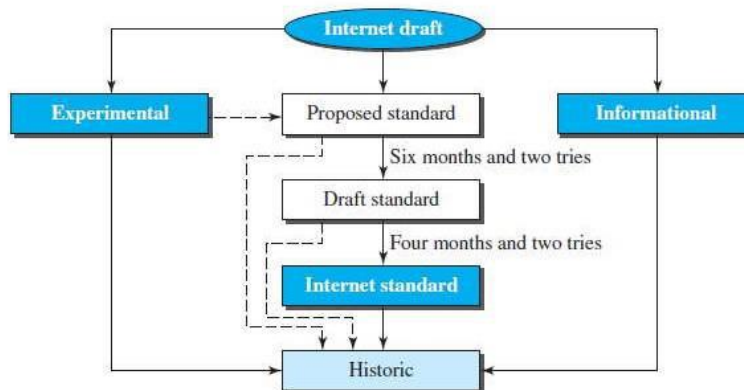 Internet draft
Experimental
Proposed standard
Informational
Six months and two tries
Draft standard
Four months and two tries
Internet standard
Historic